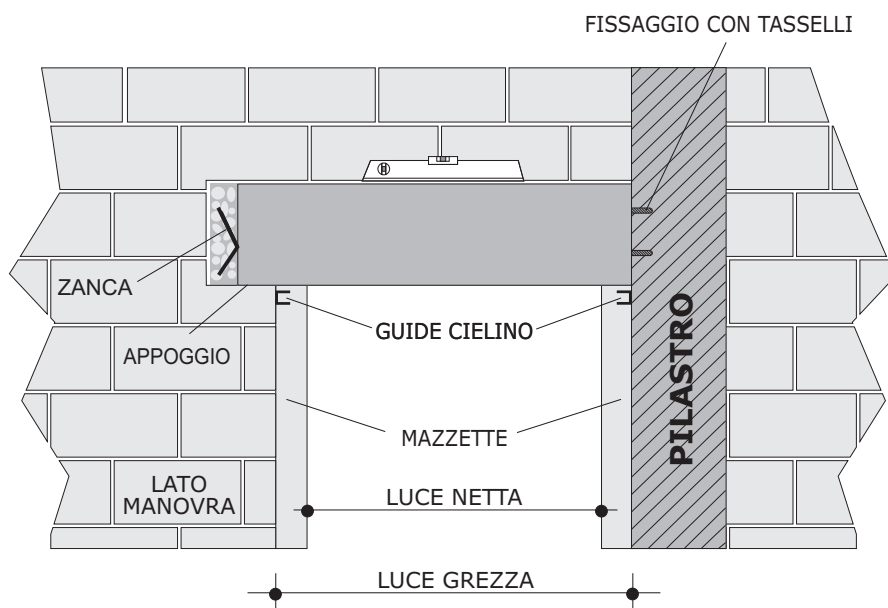 FISSAGGIO CON TASSELLI
ZANCA
GUIDE CIELINO
APPOGGIO
PILASTRO
MAZZETTE
LATO
MANOVRA
LUCE NETTA
LUCE GREZZA